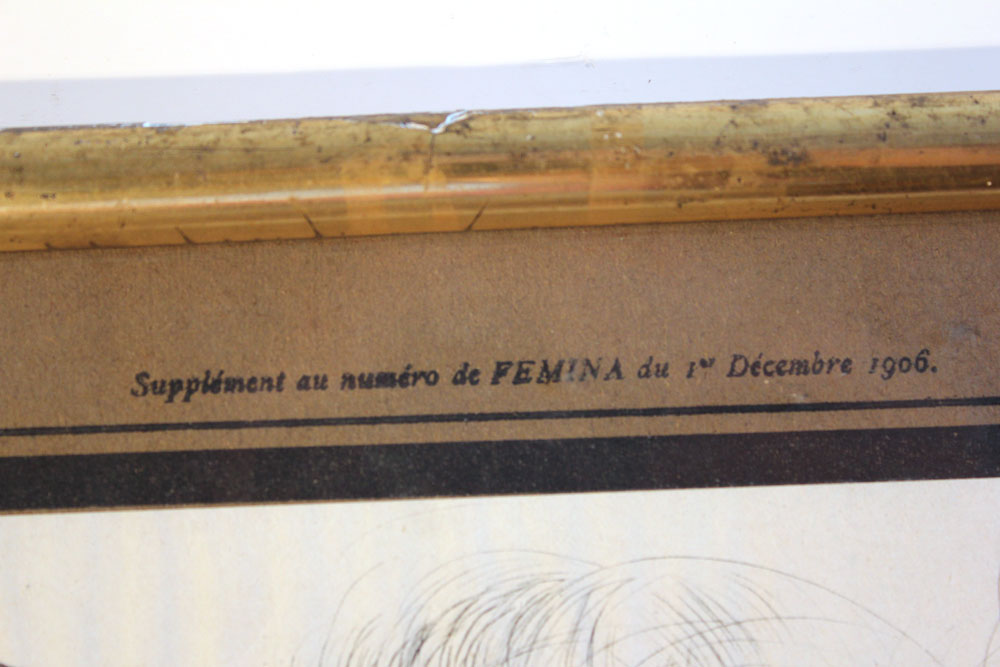 Supplément au numéro de FEMINA du 1er Décembre 1906.